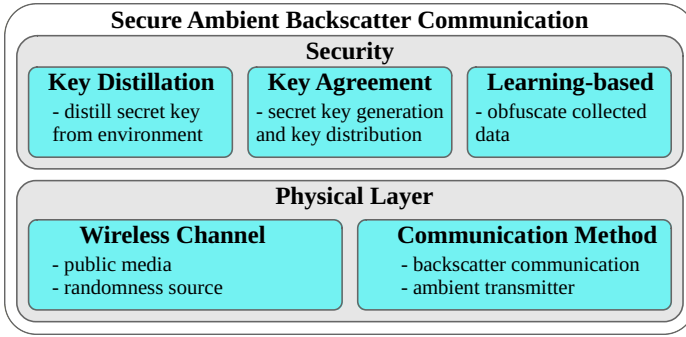 Secure Ambient Backscatter Communication
Security
Key Distillation
- distill secret key
from environment
Key Agreement
- secret key generation
and key distribution
Learning-based
- obfuscate collected
data
Physical Layer
Wireless Channel
- public media
- randomness source
Communication Method
- backscatter communication
- ambient transmitter